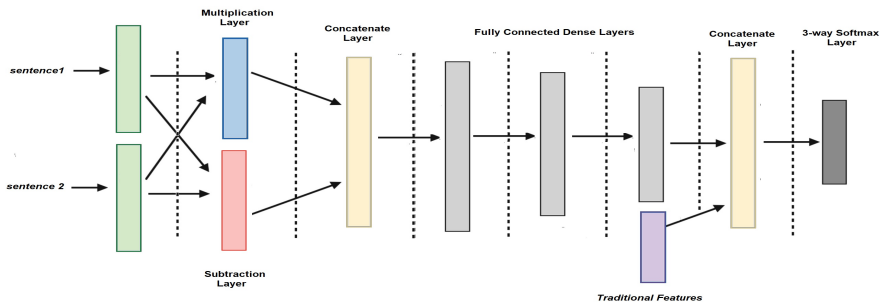 Multiplication
Layer
Concatenate
Layer
Fully Connected Dense Layers
Concatenate
Layer
3-way Softmax
Layer
sentence1
sentence 2
Subtraction
Layer
Traditional Features